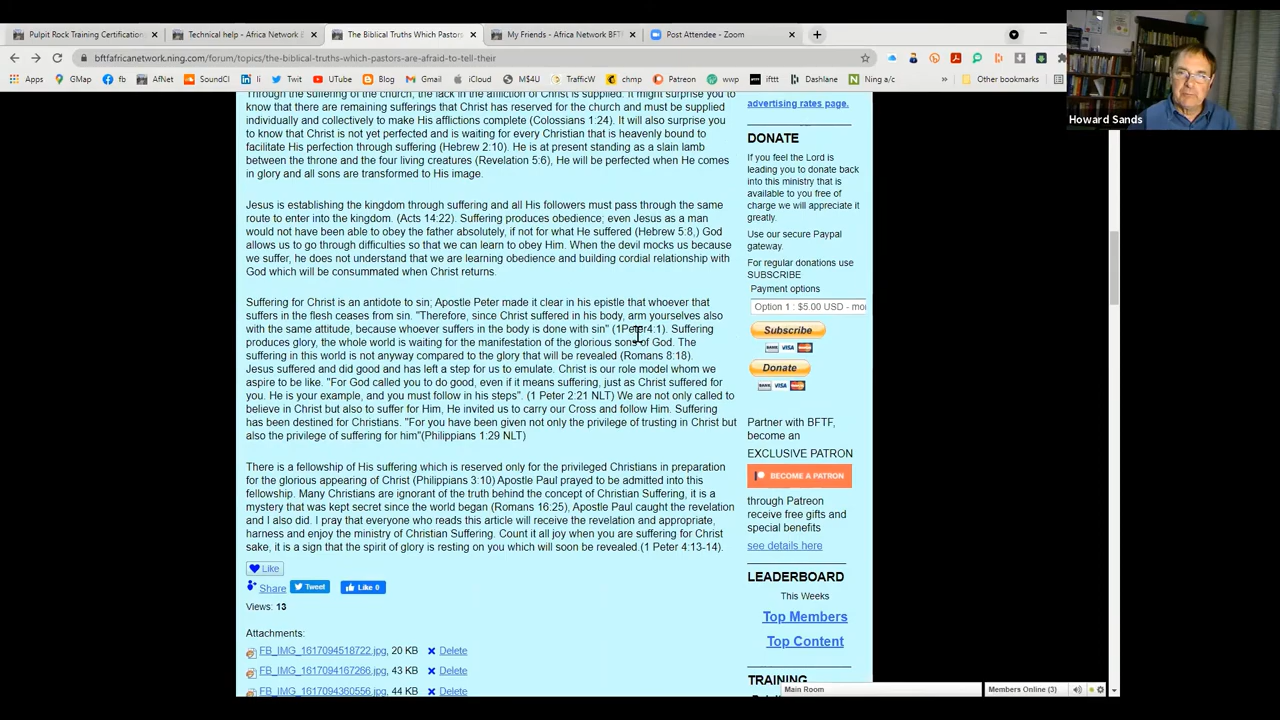 Pulpit Rock Training Certification
Technical help - Africa Network B
The Biblical Truths Which Pastors
My Friends - Africa Network BFT
Post Attendee - Zoom
bftfafricanetwork.ning.com/forum/topics/the-biblical-truths-which-pastors-are-afraid-to-tell-their
Apps GMap fb AfNet SoundCl li Twit UTube Blog Gmail iCloud M$4U TrafficW chmp Patreon wwp ifttt Dashlane Ning a/c Other bookmarks
Howard Sands
Through the suffering of the church, the lack in the affliction of Christ is supplied. It might surprise you to
know that there are remaining sufferings that Christ has reserved for the church and must be supplied
individually and collectively to make His afflictions complete (Colossians 1:24). It will also surprise you
to know that Christ is not yet perfected and is waiting for every Christian that is heavenly bound to
facilitate His perfection through suffering (Hebrew 2:10). He is at present standing as a slain lamb
between the throne and the four living creatures (Revelation 5:6), He will be perfected when He comes
in glory and all sons are transformed to His image.
Jesus is establishing the kingdom through suffering and all His followers must pass through the same
route to enter into the kingdom. (Acts 14:22). Suffering produces obedience; even Jesus as a man
would not have been able to obey the father absolutely, if not for what He suffered (Hebrew 5:8,) God
allows us to go through difficulties so that we can learn to obey Him. When the devil mocks us because
we suffer, he does not understand that we are learning obedience and building cordial relationship with
God which will be consummated when Christ returns.
Suffering for Christ is an antidote to sin; Apostle Peter made it clear in his epistle that whoever that
suffers in the flesh ceases from sin. "Therefore, since Christ suffered in his body, arm yourselves also
with the same attitude, because whoever suffers in the body is done with sin" (1Peter4:1). Suffering
produces glory, the whole world is waiting for the manifestation of the glorious sons of God. The
suffering in this world is not anyway compared to the glory that will be revealed (Romans 8:18).
Jesus suffered and did good and has left a step for us to emulate. Christ is our role model whom we
aspire to be like. "For God called you to do good, even if it means suffering, just as Christ suffered for
you. He is your example, and you must follow in his steps". (1 Peter 2:21 NLT) We are not only called to
believe in Christ but also to suffer for Him, He invited us to carry our Cross and follow Him. Suffering
has been destined for Christians. "For you have been given not only the privilege of trusting in Christ but
also the privilege of suffering for him"(Philippians 1:29 NLT)
There is a fellowship of His suffering which is reserved only for the privileged Christians in preparation
for the glorious appearing of Christ (Philippians 3:10) Apostle Paul prayed to be admitted into this
fellowship. Many Christians are ignorant of the truth behind the concept of Christian Suffering, it is a
mystery that was kept secret since the world began (Romans 16:25), Apostle Paul caught the revelation
and I also did. I pray that everyone who reads this article will receive the revelation and appropriate,
harness and enjoy the ministry of Christian Suffering. Count it all joy when you are suffering for Christ
sake, it is a sign that the spirit of glory is resting on you which will soon be revealed.(1 Peter 4:13-14).
Like
Share Tweet Like 0
Views: 13
Attachments:
FB_IMG_1617094518722.jpg, 20 KB Delete
FB_IMG_1617094167266.jpg, 43 KB Delete
FB_IMG_1617094360556.jpg, 44 KB Delete
advertising rates page.
DONATE
If you feel the Lord is
leading you to donate back
into this ministry that is
available to you free of
charge we will appreciate it
greatly.
Use our secure Paypal
gateway.
For regular donations use
SUBSCRIBE
Payment options
Option 1 : $5.00 USD - mo
Subscribe
BANK VISA
Donate
BANK VISA
Partner with BFTF,
become an
EXCLUSIVE PATRON
BECOME A PATRON
through Patreon
receive free gifts and
special benefits
see details here
LEADERBOARD
This Weeks
Top Members
Top Content
TRAINING
Main Room
Members Online (3)